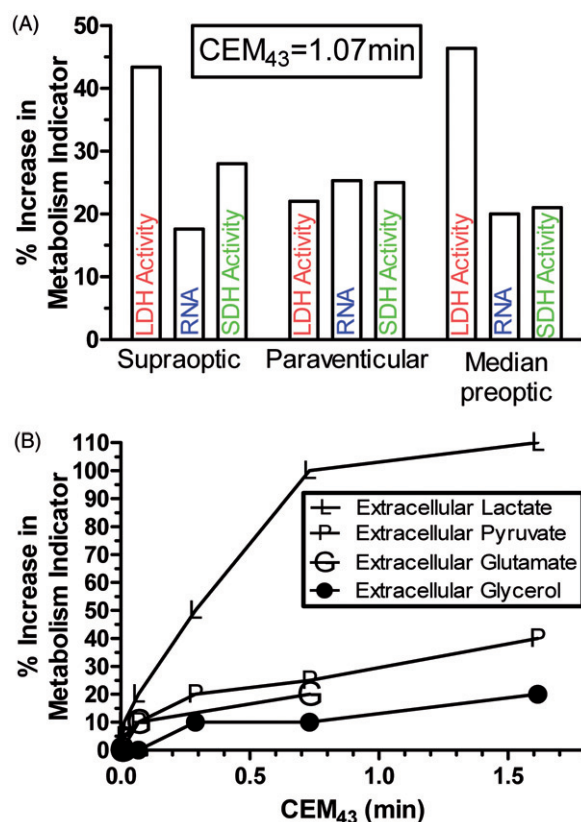 (A)
% Increase in
Metabolism Indicator
50
40
30
20
10
0
CEM43=1.07min
LDH Activity
RNA
SDH Activity
LDH Activity
RNA
SDH Activity
LDH Activity
RNA
SDH Activity
Supraoptic
Paraventicular
Median
preoptic
(B)
% Increase in
Metabolism Indicator
110
100
90
80
70
60
50
40
30
20
10
0
L Extracellular Lactate
P Extracellular Pyruvate
G Extracellular Glutamate
Extracellular Glycerol
0.0
0.5
1.0
1.5
CEM43 (min)